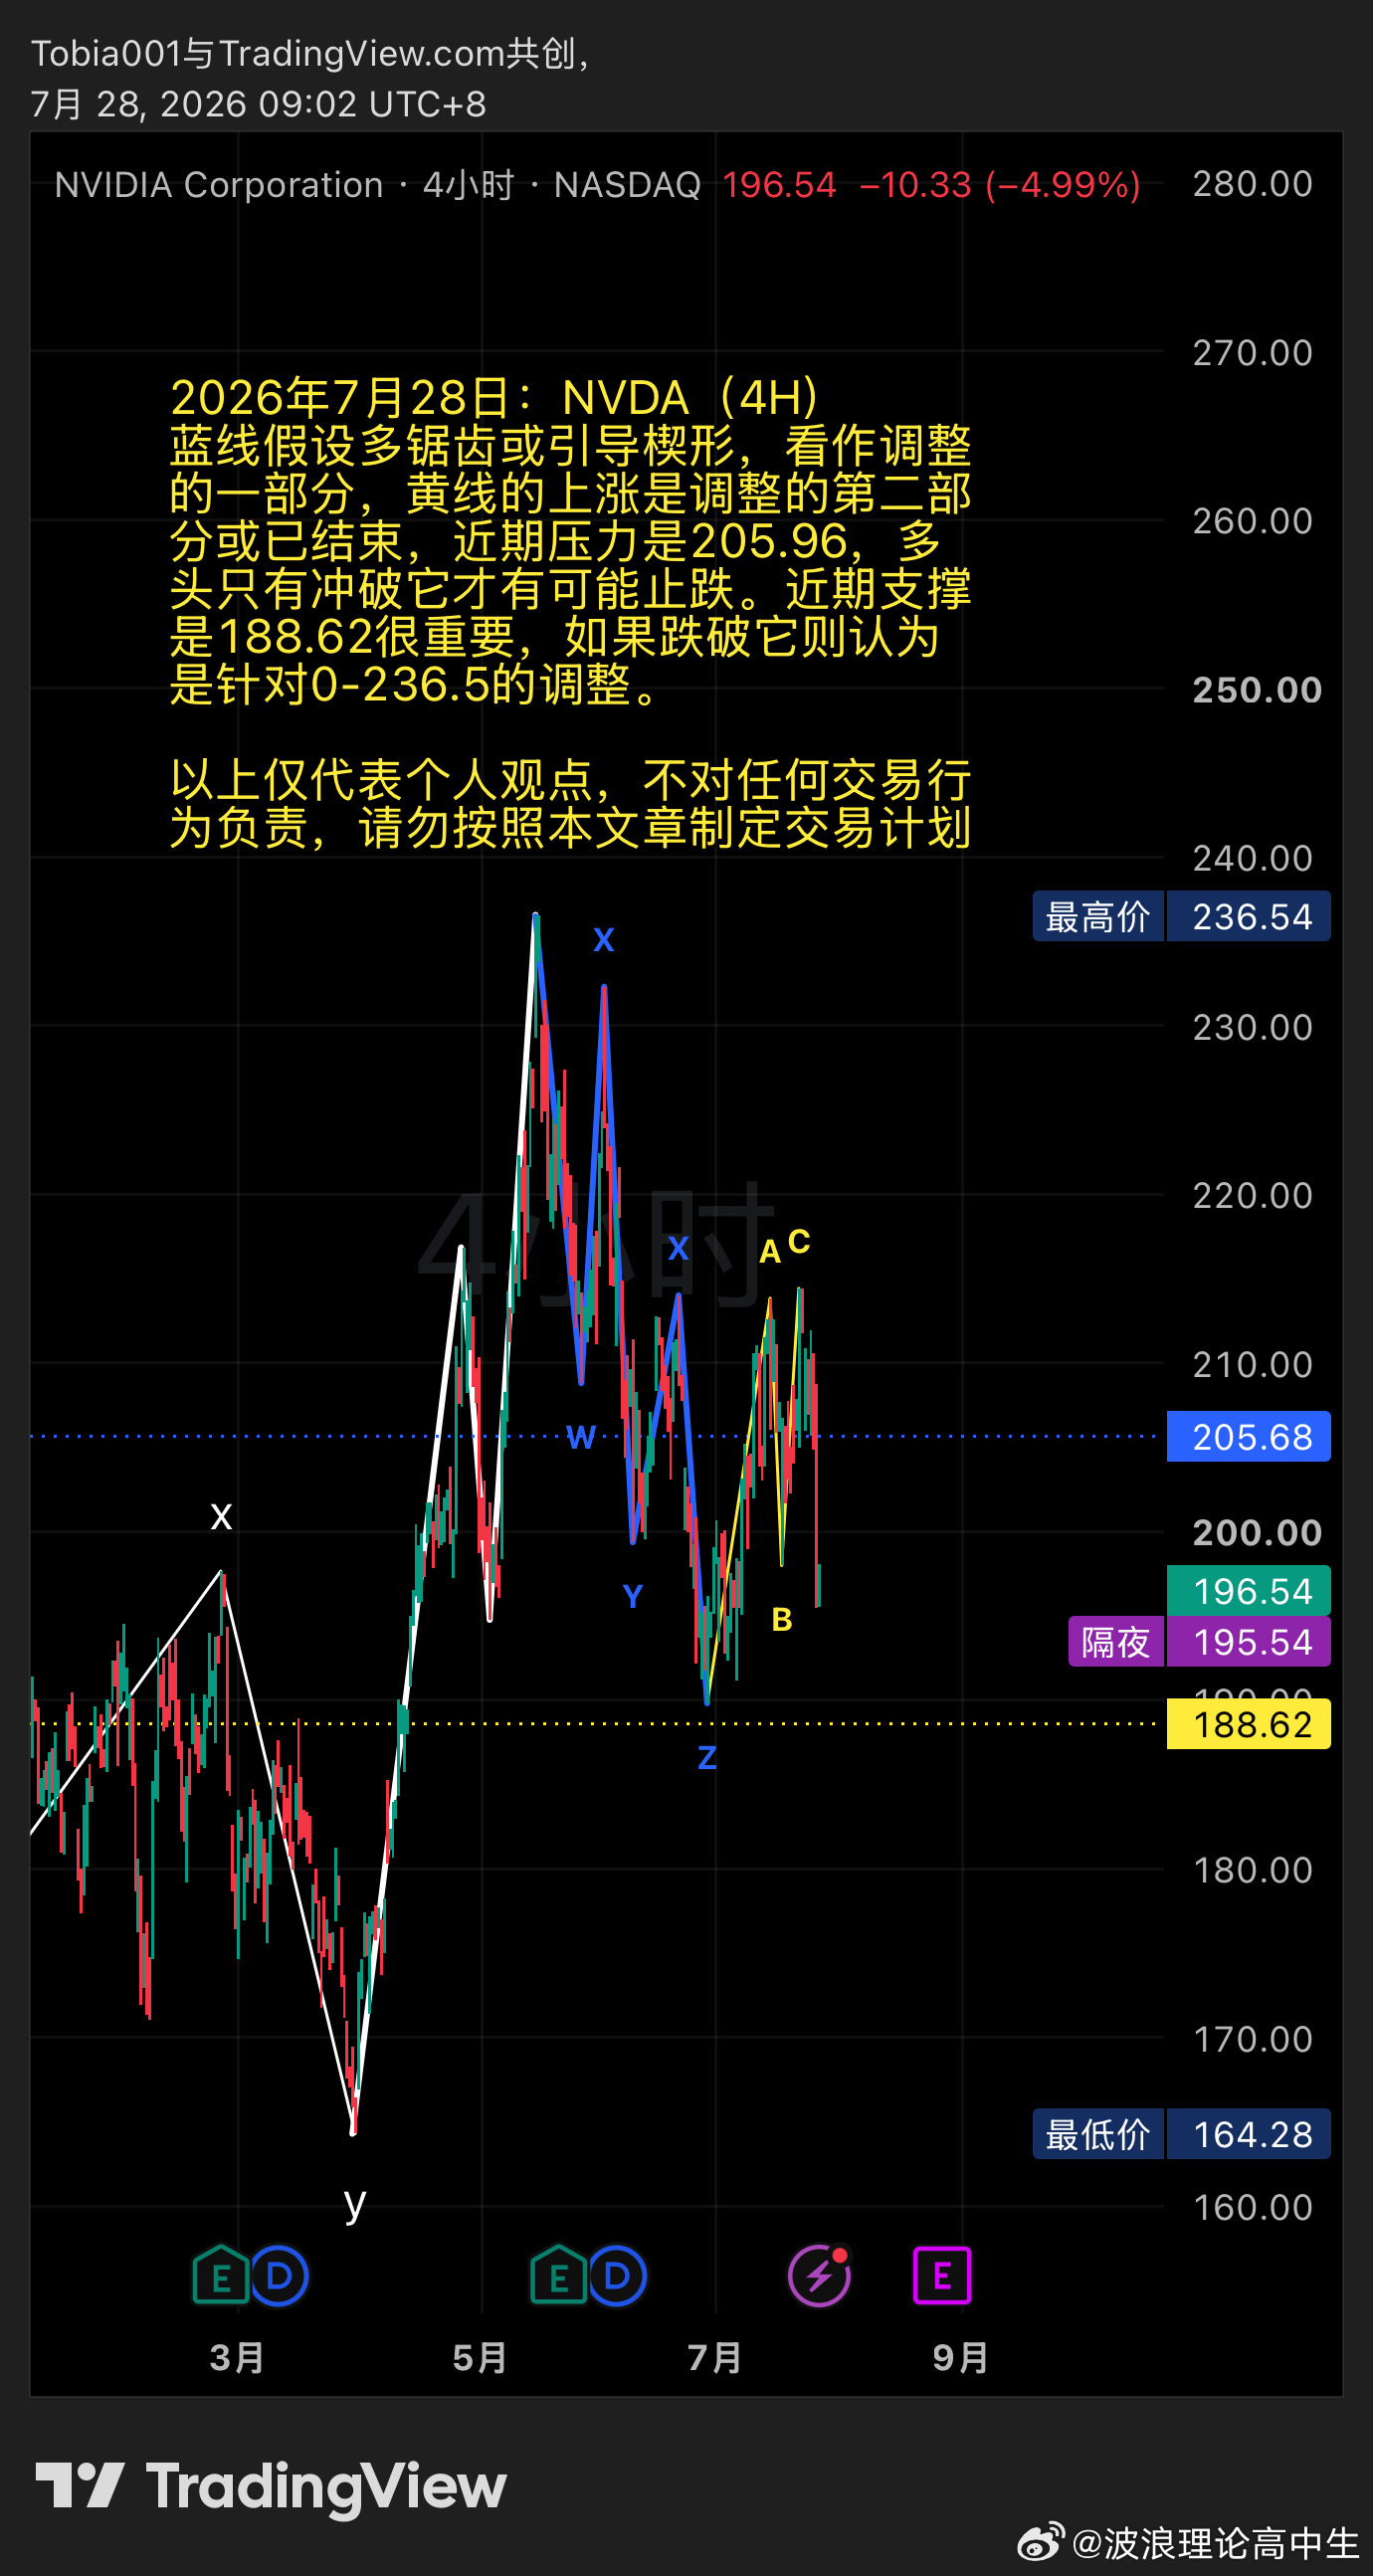 Tobia001与TradingView.com共创，
7月 28, 2026 09:02 UTC+8
NVIDIA Corporation · 4小时 · NASDAQ 196.54 −10.33 (−4.99%)
280.00
270.00
2026年7月28日：NVDA（4H）
蓝线假设多锯齿或引导楔形，看作调整
的一部分，黄线的上涨是调整的第二部
分或已结束，近期压力是205.96，多
头只有冲破它才有可能止跌。近期支撑
是188.62很重要，如果跌破它则认为
是针对0-236.5的调整。
以上仅代表个人观点，不对任何交易行
为负责，请勿按照本文章制定交易计划
260.00
250.00
240.00
最高价 236.54
X
230.00
4小时
220.00
X
A
C
210.00
W
205.68
X
200.00
Y
B
196.54
隔夜 195.54
190.00
188.62
Z
180.00
170.00
最低价 164.28
y
160.00
E D E D E
3月 5月 7月 9月
TradingView
@波浪理论高中生